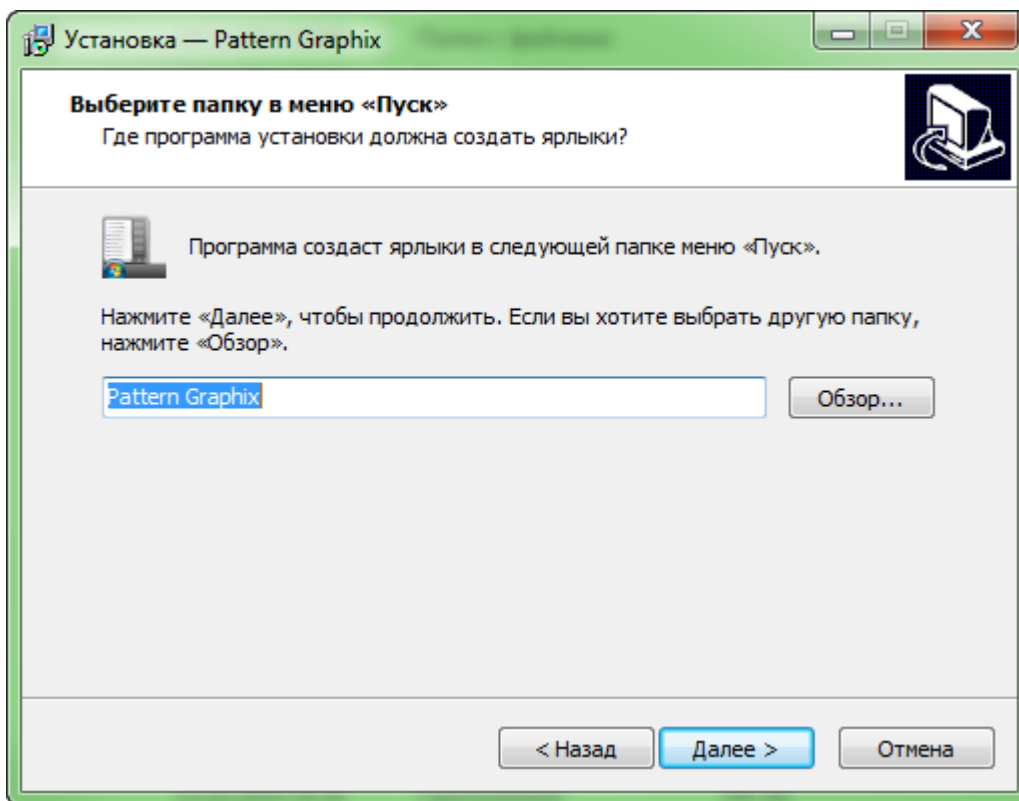 Установка — Pattern Graphix
Выберите папку в меню «Пуск»
Где программа установки должна создать ярлыки?
Программа создаст ярлыки в следующей папке меню «Пуск».
Нажмите «Далее», чтобы продолжить. Если вы хотите выбрать другую папку,
нажмите «Обзор».
Pattern Graphix
Обзор...
< Назад
Далее >
Отмена